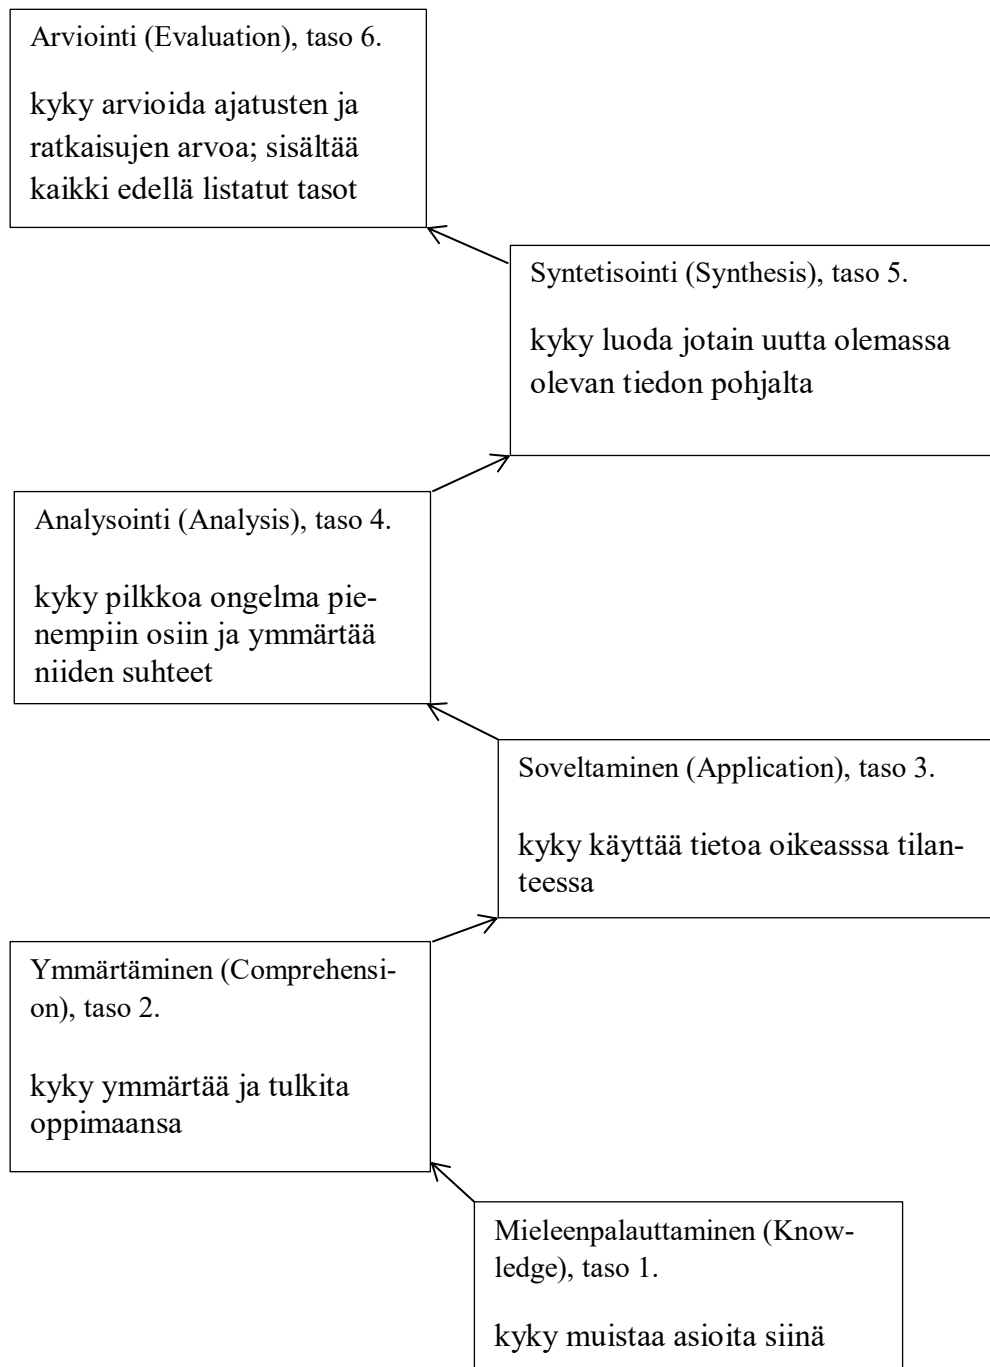 Arviointi (Evaluation), taso 6.
kyky arvioida ajatusten ja
ratkaisujen arvoa; sisältää
kaikki edellä listatut tasot
Syntetisointi (Synthesis), taso 5.
kyky luoda jotain uutta olemassa
olevan tiedon pohjalta
Analysointi (Analysis), taso 4.
kyky pilkkoa ongelma pie-
nempiin osiin ja ymmärtää
niiden suhteet
Soveltaminen (Application), taso 3.
kyky käyttää tietoa oikeasssa tilan-
teessa
Ymmärtäminen (Comprehensi-
on), taso 2.
kyky ymmärtää ja tulkita
oppimaansa
Mieleenpalauttaminen (Know-
ledge), taso 1.
kyky muistaa asioita siinä